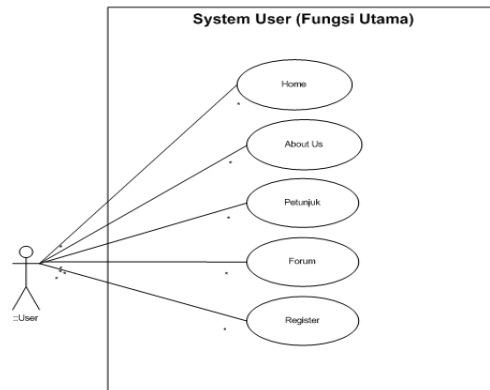 System User (Fungsi Utama)
Home
*
About Us
*
Petunjuk
*
*
Forum
*
*
*
*
*
::User
Register
*